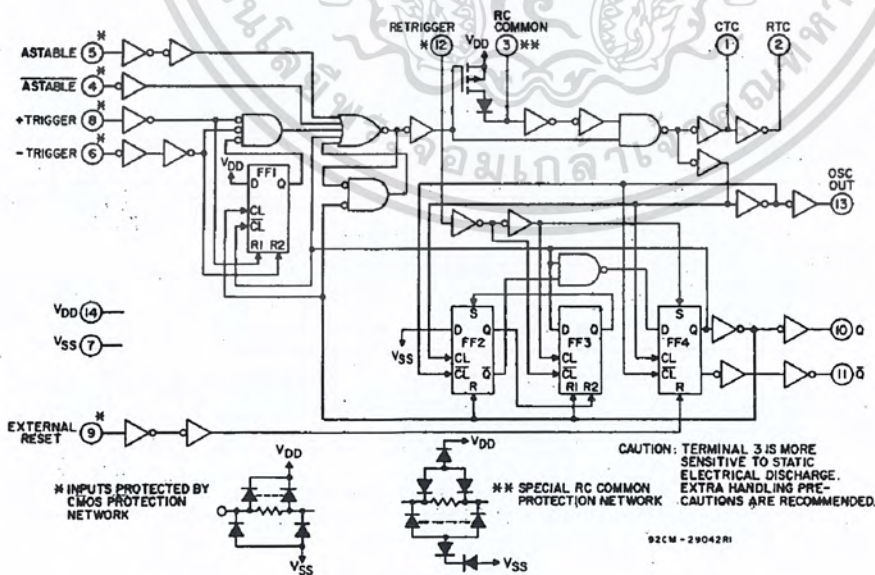 ASTABLE 5 *
RETRIGGER * 12
RC COMMON 3 **
CTC 1
RTC 2
VDD
ASTABLE 4 *
+TRIGGER 8 *
-TRIGGER 6 *
VDD
FF1
D Q
CL
CL
R1 R2
OSC OUT 13
VDD 14
VSS 7
VSS
S
D Q
FF2
CL
CL Q
R
D Q
FF3
CL
CL
R1 R2
S
D Q
FF4
CL
CL
R
10 Q
11 Q
EXTERNAL RESET 9 *
* INPUTS PROTECTED BY
CMOS PROTECTION
NETWORK
VDD
VSS
VDD
VSS
** SPECIAL RC COMMON
PROTECTION NETWORK
CAUTION: TERMINAL 3 IS MORE
SENSITIVE TO STATIC
ELECTRICAL DISCHARGE.
EXTRA HANDLING PRE-
CAUTIONS ARE RECOMMENDED.
92CM-29042R1